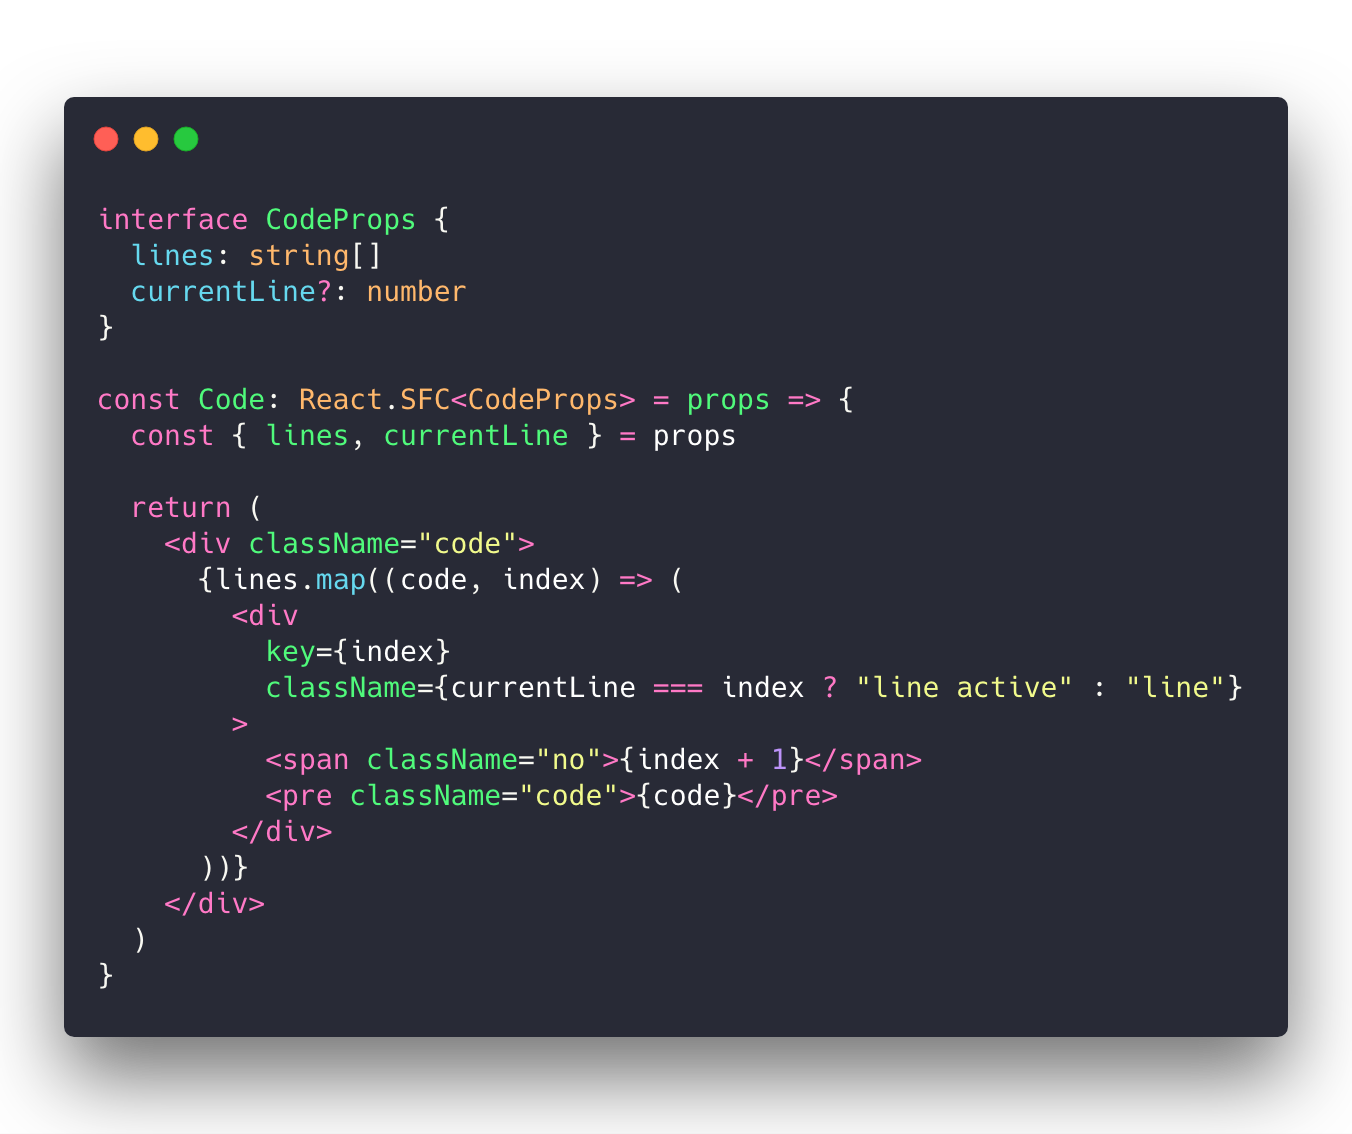 interface CodeProps {
  lines: string[]
  currentLine?: number
}

const Code: React.SFC<CodeProps> = props => {
  const { lines, currentLine } = props

  return (
    <div className="code">
      {lines.map((code, index) => (
        <div
          key={index}
          className={currentLine === index ? "line active" : "line"}
        >
          <span className="no">{index + 1}</span>
          <pre className="code">{code}</pre>
        </div>
      ))}
    </div>
  )
}